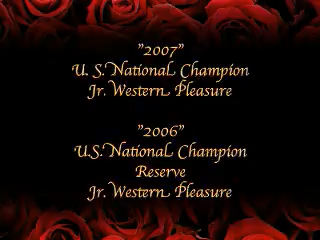 "2007"
U. S. National Champion
Jr. Western Pleasure
"2006"
U.S. National Champion
Reserve
Jr. Western Pleasure